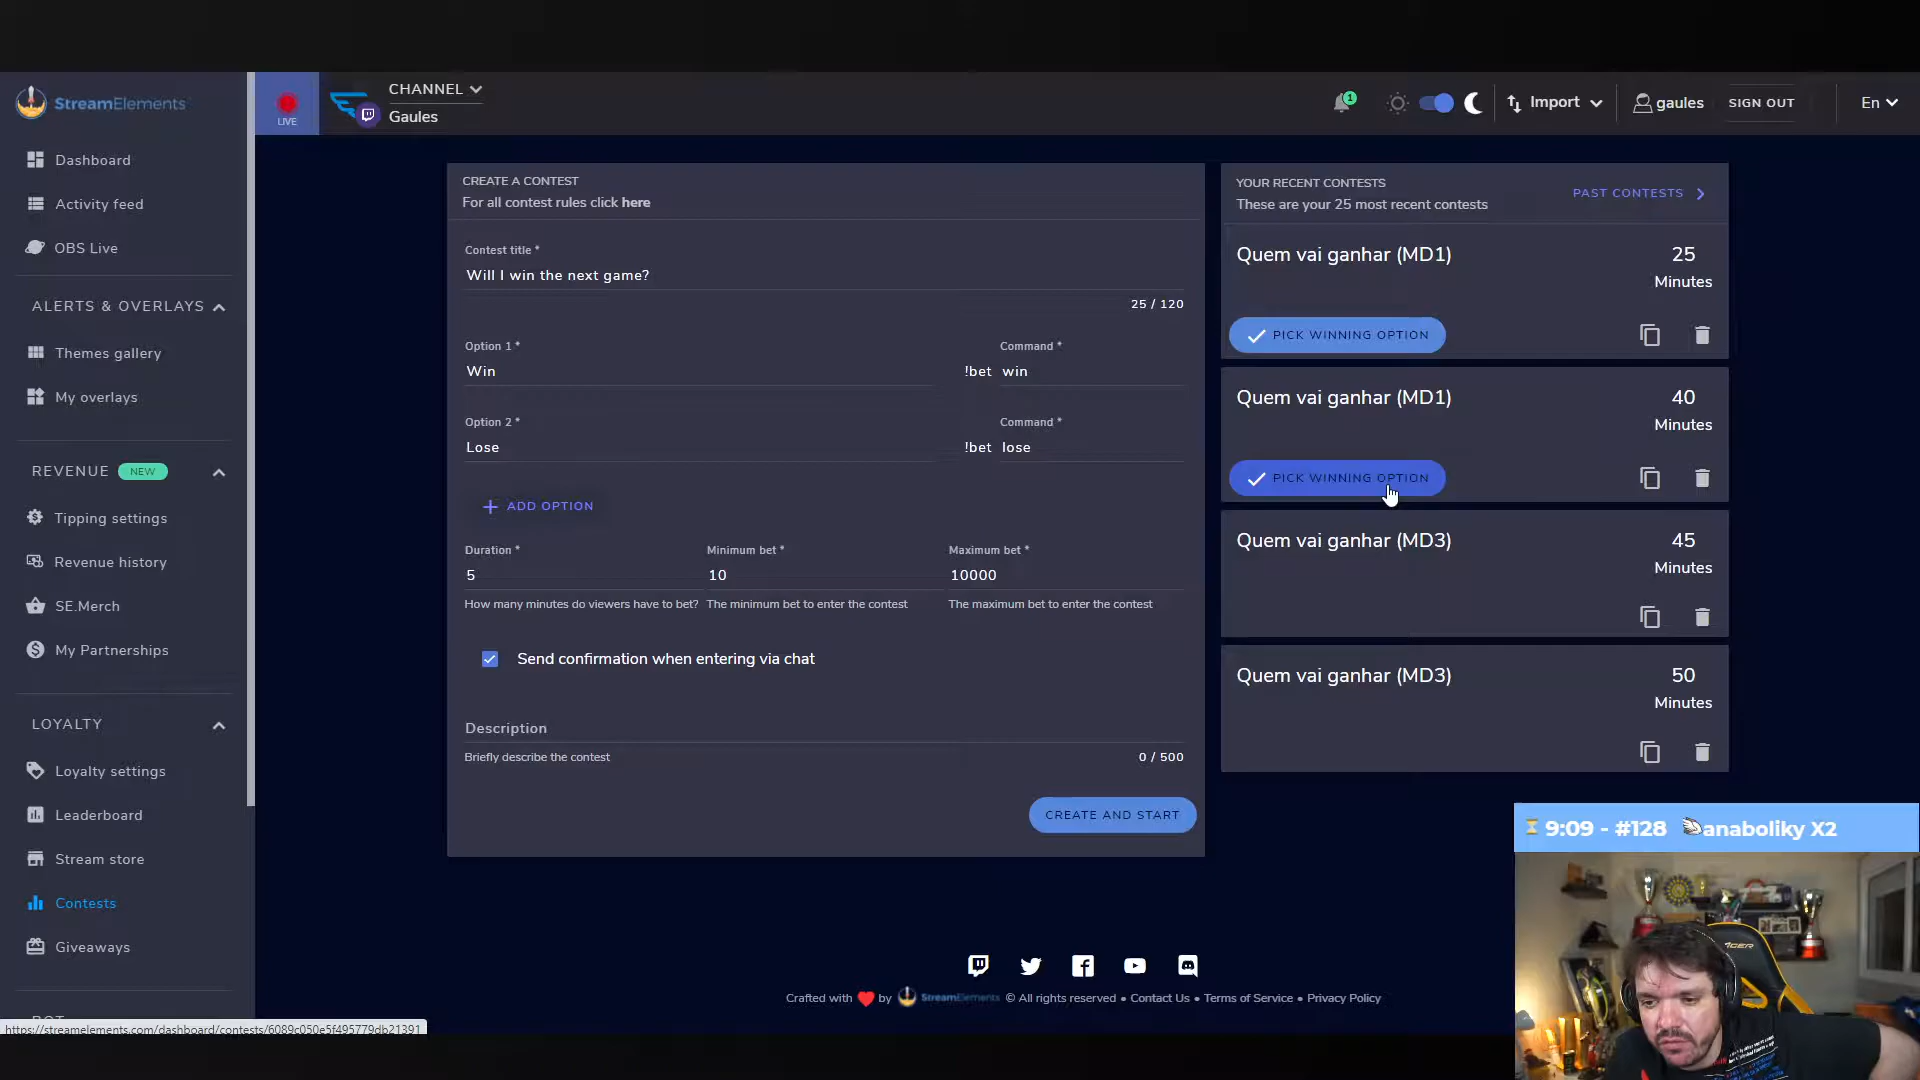 StreamElements
LIVE
CHANNEL
Gaules
1
Import
gaules
SIGN OUT
En
Dashboard
Activity feed
OBS Live
ALERTS & OVERLAYS
Themes gallery
My overlays
REVENUE NEW
Tipping settings
Revenue history
SE.Merch
My Partnerships
LOYALTY
Loyalty settings
Leaderboard
Stream store
Contests
Giveaways
https://streamelements.com/dashboard/contests/6089c050e5f495779db21391
CREATE A CONTEST
For all contest rules click here
Contest title *
Will I win the next game?
25 / 120
Option 1 *
Command *
Win
!bet win
Option 2 *
Command *
Lose
!bet lose
ADD OPTION
Duration *
Minimum bet *
Maximum bet *
5
10
10000
How many minutes do viewers have to bet?
The minimum bet to enter the contest
The maximum bet to enter the contest
Send confirmation when entering via chat
Description
Briefly describe the contest
0 / 500
CREATE AND START
YOUR RECENT CONTESTS
These are your 25 most recent contests
PAST CONTESTS
Quem vai ganhar (MD1)
25
Minutes
PICK WINNING OPTION
Quem vai ganhar (MD1)
40
Minutes
PICK WINNING OPTION
Quem vai ganhar (MD3)
45
Minutes
Quem vai ganhar (MD3)
50
Minutes
9:09 - #128 anaboliky X2
Crafted with by StreamElements © All rights reserved • Contact Us • Terms of Service • Privacy Policy